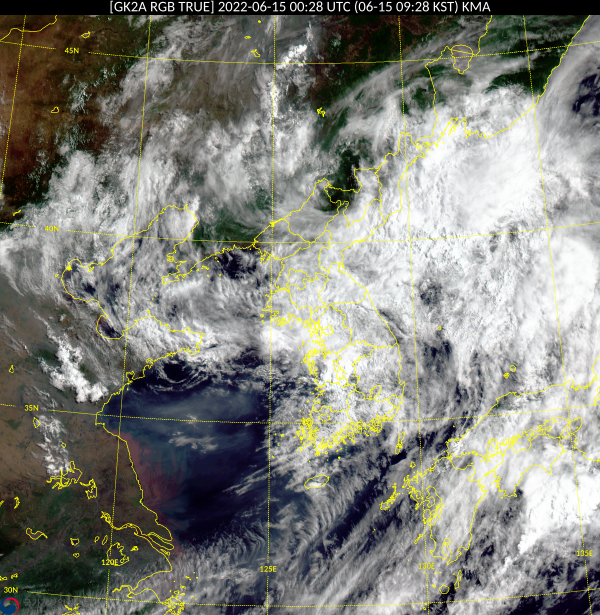 [GK2A RGB TRUE] 2022-06-15 00:28 UTC (06-15 09:28 KST) KMA
45N
40N
35N
120E
125E
130E
135E
30N